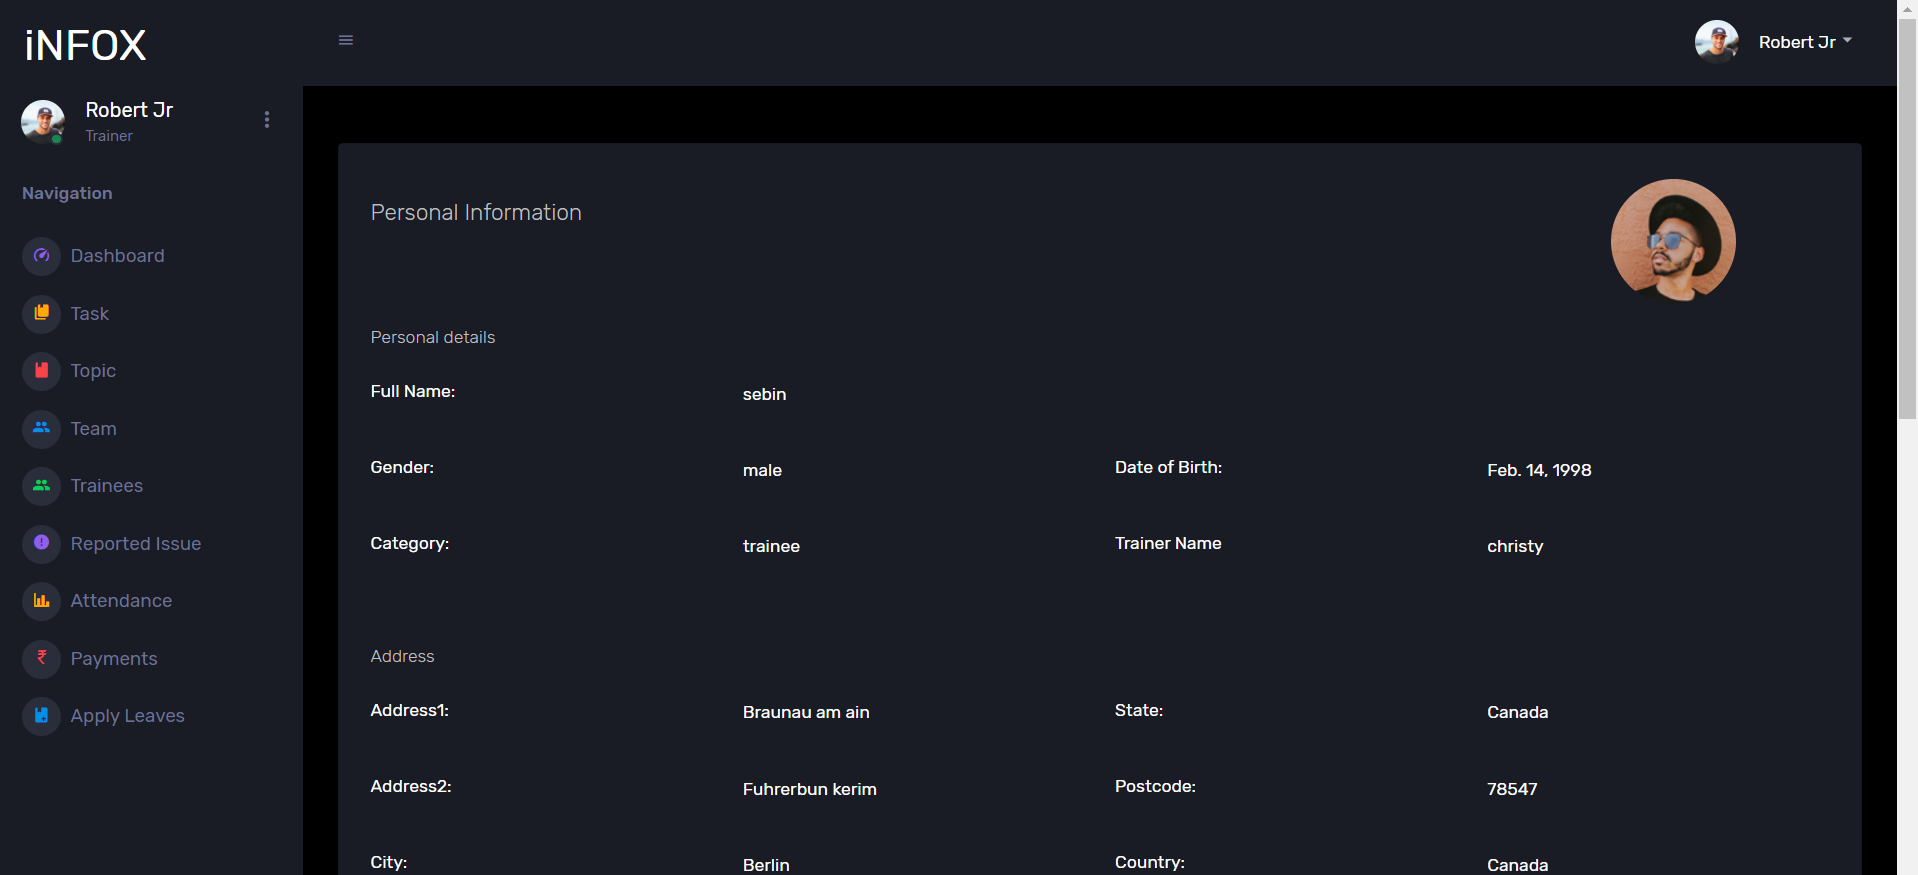 iNFOX
Robert Jr
Robert Jr
Trainer
Navigation
Dashboard
Task
Topic
Team
Trainees
Reported Issue
Attendance
Payments
Apply Leaves
Personal Information
Personal details
Full Name: sebin
Gender: male Date of Birth: Feb. 14, 1998
Category: trainee Trainer Name christy
Address
Address1: Braunau am ain State: Canada
Address2: Fuhrerbun kerim Postcode: 78547
City: Berlin Country: Canada